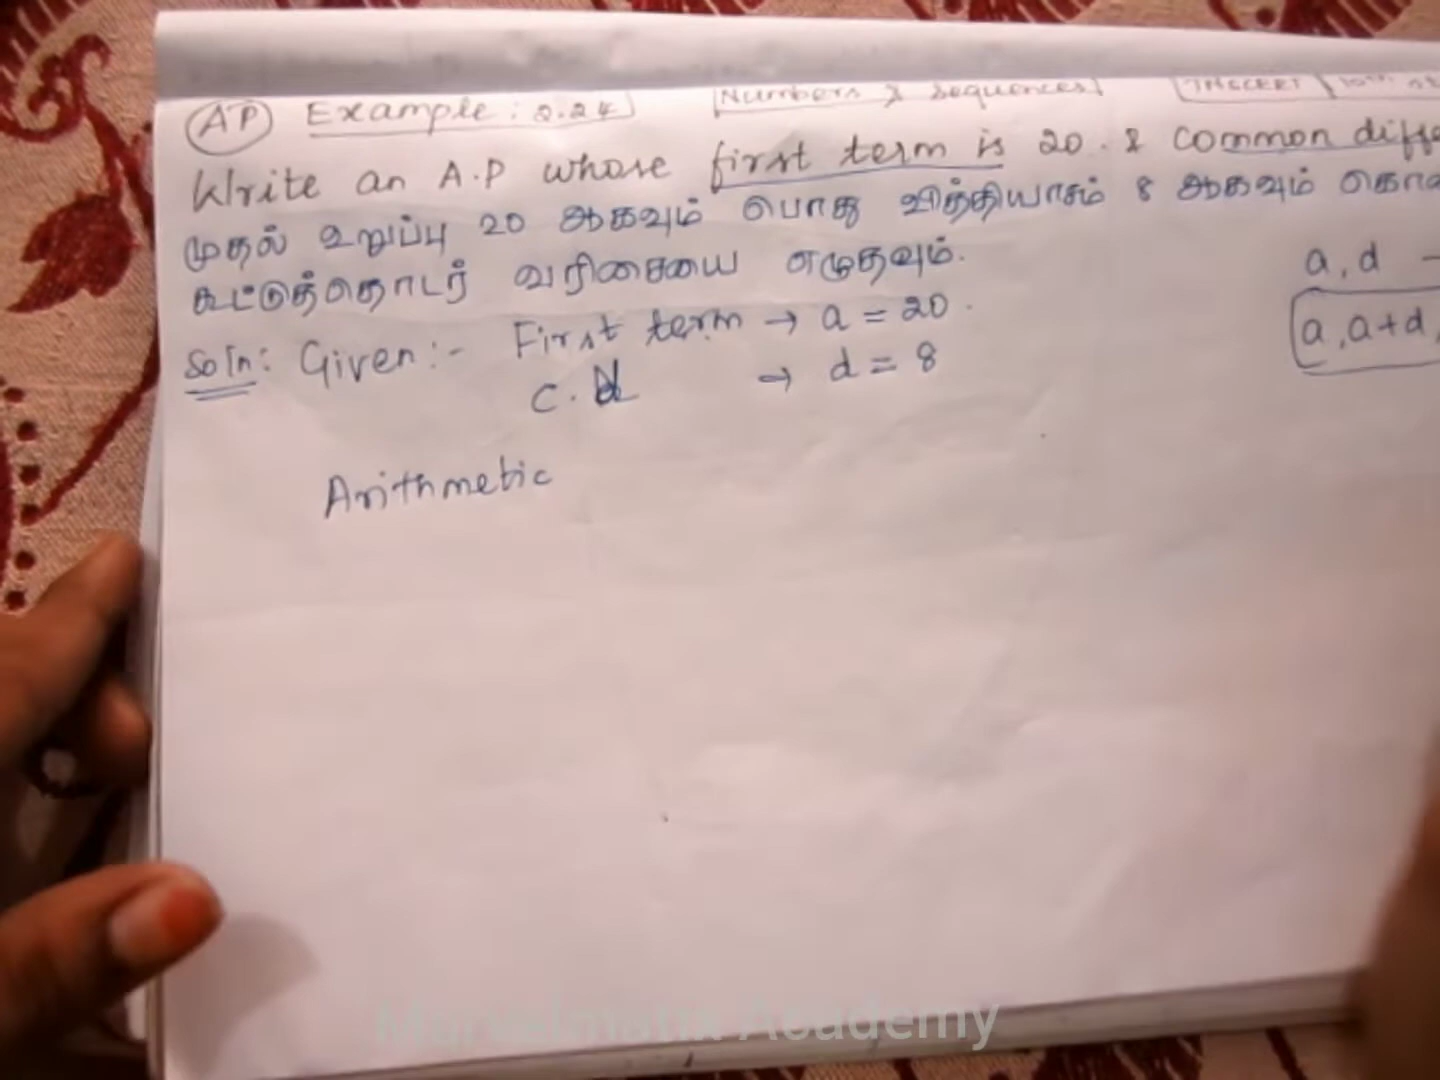 AP Example: 2.24 Numbers & Sequences
Write an A.P whose first term is 20 & common
முதல் உறுப்பு 20 ஆகவும் பொது வித்தியாசம் 8 ஆகவும்
கூட்டுத்தொடர் வரிசையை எழுதவும்.
a, d
Soln: Given:- First term → a = 20.
a, a+d,
C. d → d = 8
Arithmetic
Academy